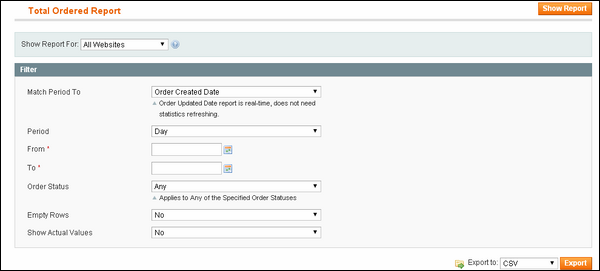 Total Ordered Report
Show Report
Show Report For: All Websites
Filter
Match Period To Order Created Date
Order Updated Date report is real-time, does not need
statistics refreshing.
Period Day
From *
To *
Order Status Any
Applies to Any of the Specified Order Statuses
Empty Rows No
Show Actual Values No
Export to: CSV Export